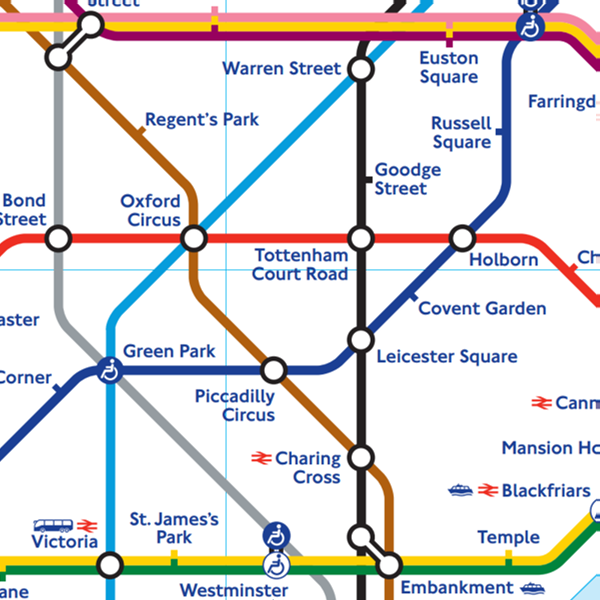 Street
Warren Street
Euston
Square
Farringd
Regent's Park
Russell
Square
Goodge
Street
Bond
Street
Oxford
Circus
Tottenham
Court Road
Holborn
Ch
Covent Garden
aster
Green Park
Leicester Square
Corner
Piccadilly
Circus
Cann
Mansion Ho
Charing
Cross
Blackfriars
St. James's
Park
Victoria
Temple
Westminster
Embankment
ane